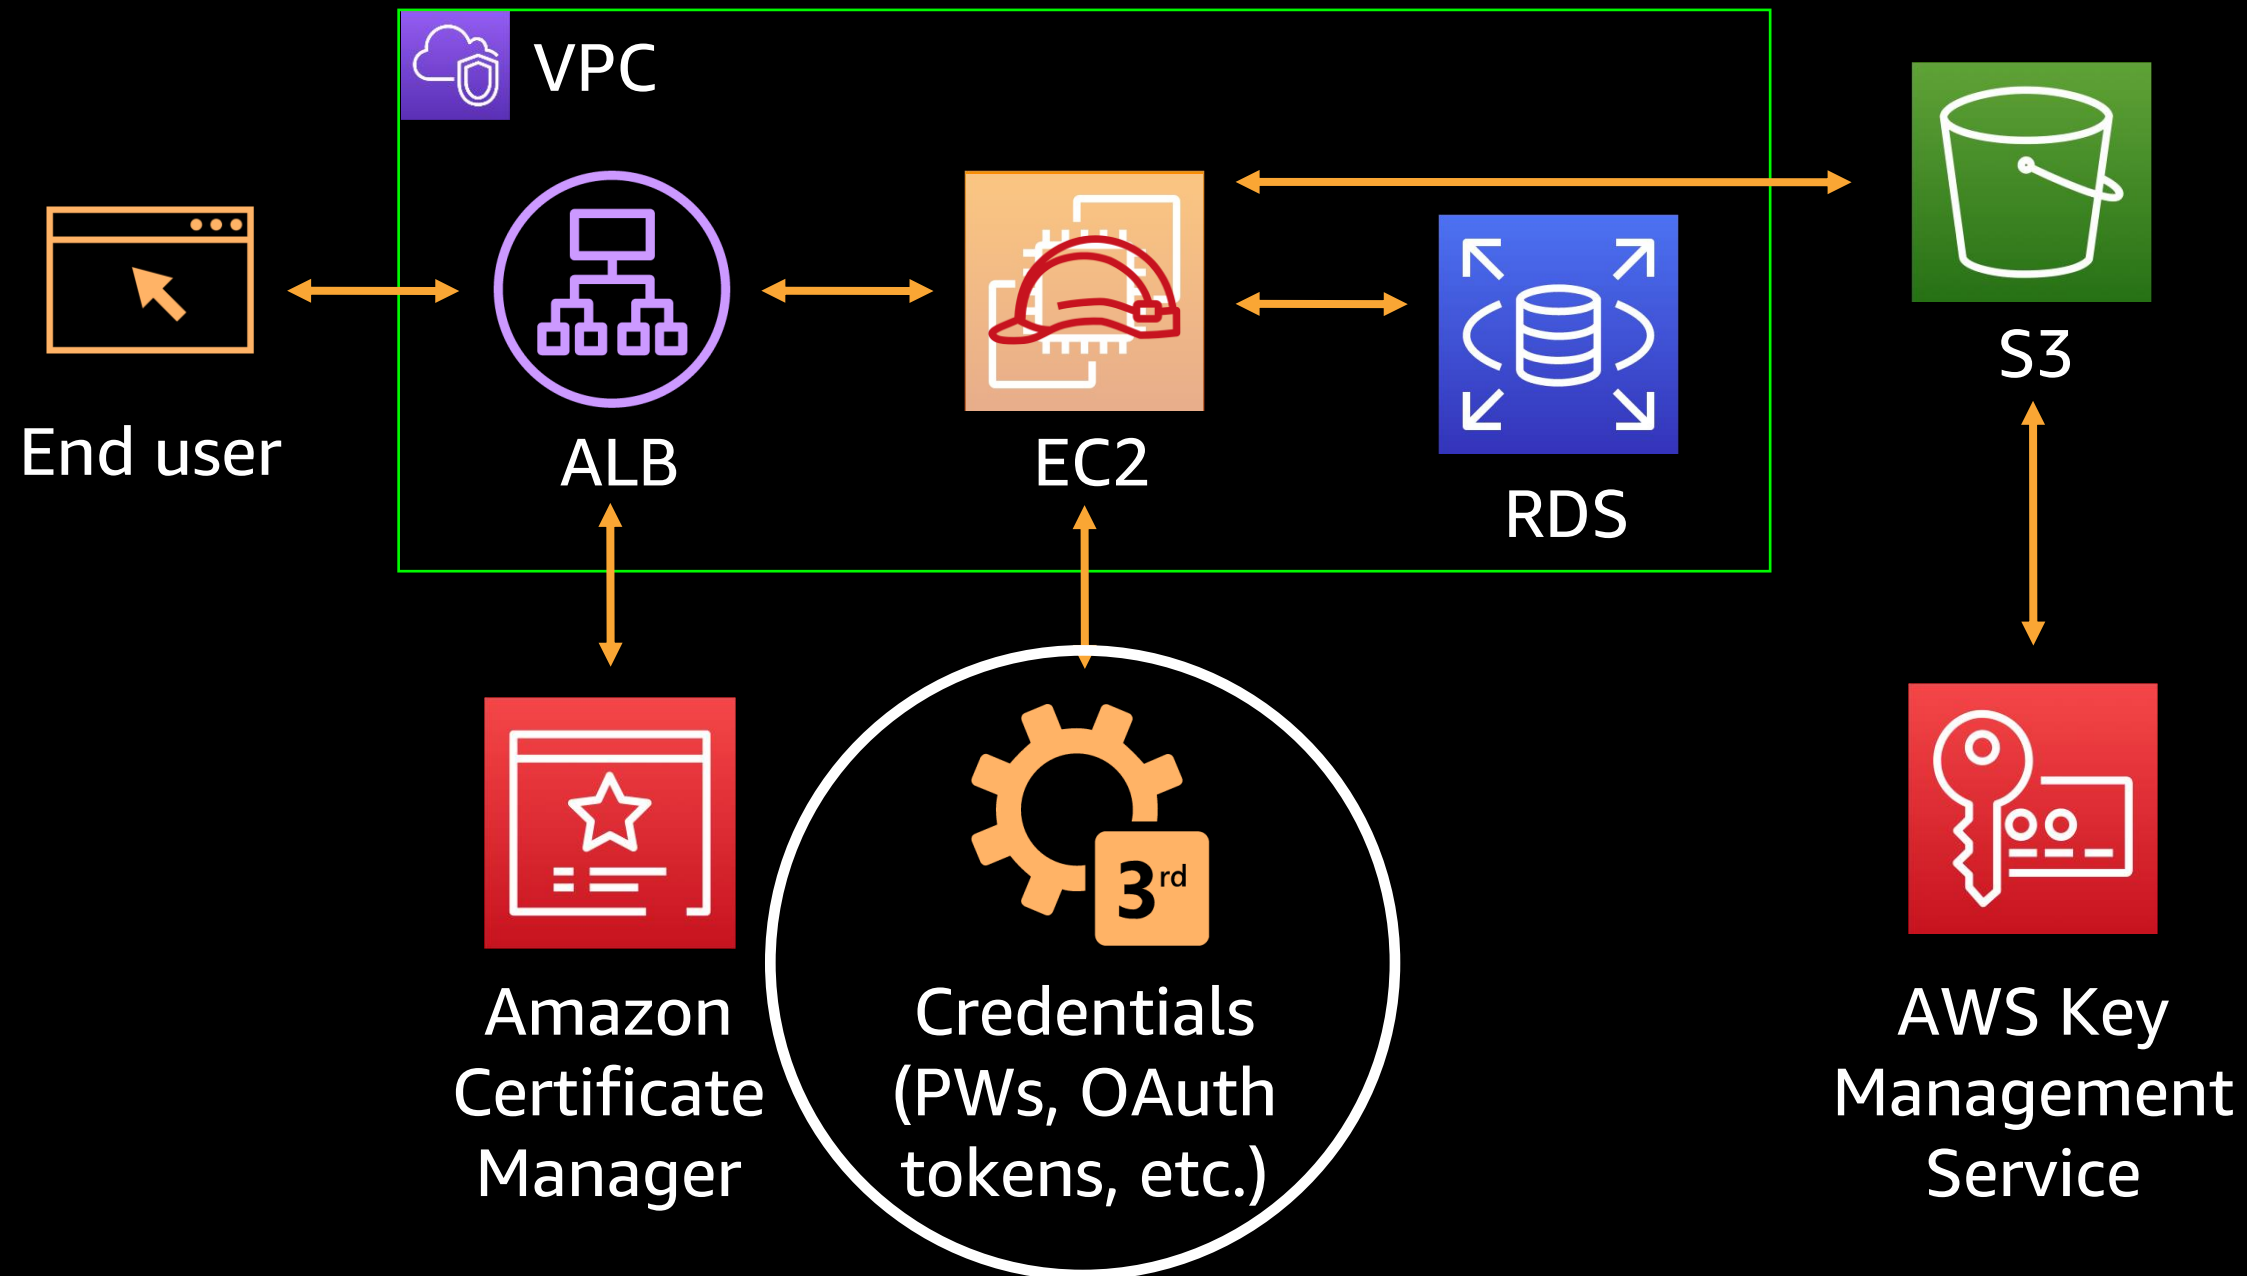 VPC
End user
ALB
EC2
RDS
S3
3rd
Amazon
Certificate
Manager
Credentials
(PWs, OAuth
tokens, etc.)
AWS Key
Management
Service